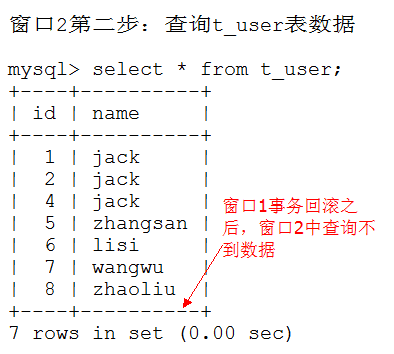 窗口2第二步：查询t_user表数据
mysql> select * from t_user;
+----+----------+
| id | name     |
+----+----------+
|  1 | jack     |
|  2 | jack     |
|  4 | jack     |
|  5 | zhangsan |
|  6 | lisi     |
|  7 | wangwu   |
|  8 | zhaoliu  |
+----+----------+
7 rows in set (0.00 sec)
窗口1事务回滚之
后，窗口2中查询不
到数据